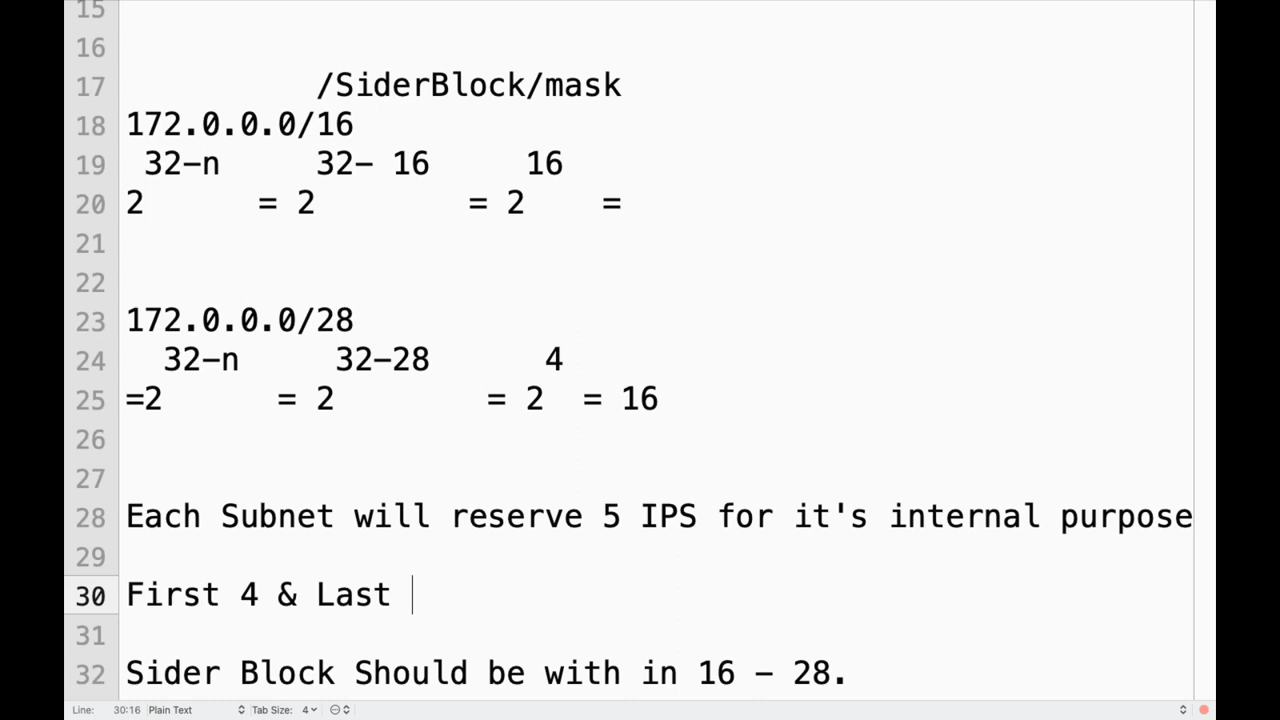 15
16
17 /SiderBlock/mask
18 172.0.0.0/16
19 32-n 32- 16 16
20 2 = 2 = 2 =
21
22
23 172.0.0.0/28
24 32-n 32-28 4
25 =2 = 2 = 2 = 16
26
27
28 Each Subnet will reserve 5 IPS for it's internal purpose
29
30 First 4 & Last
31
32 Sider Block Should be with in 16 - 28.
Line: 30:16 Plain Text Tab Size: 4